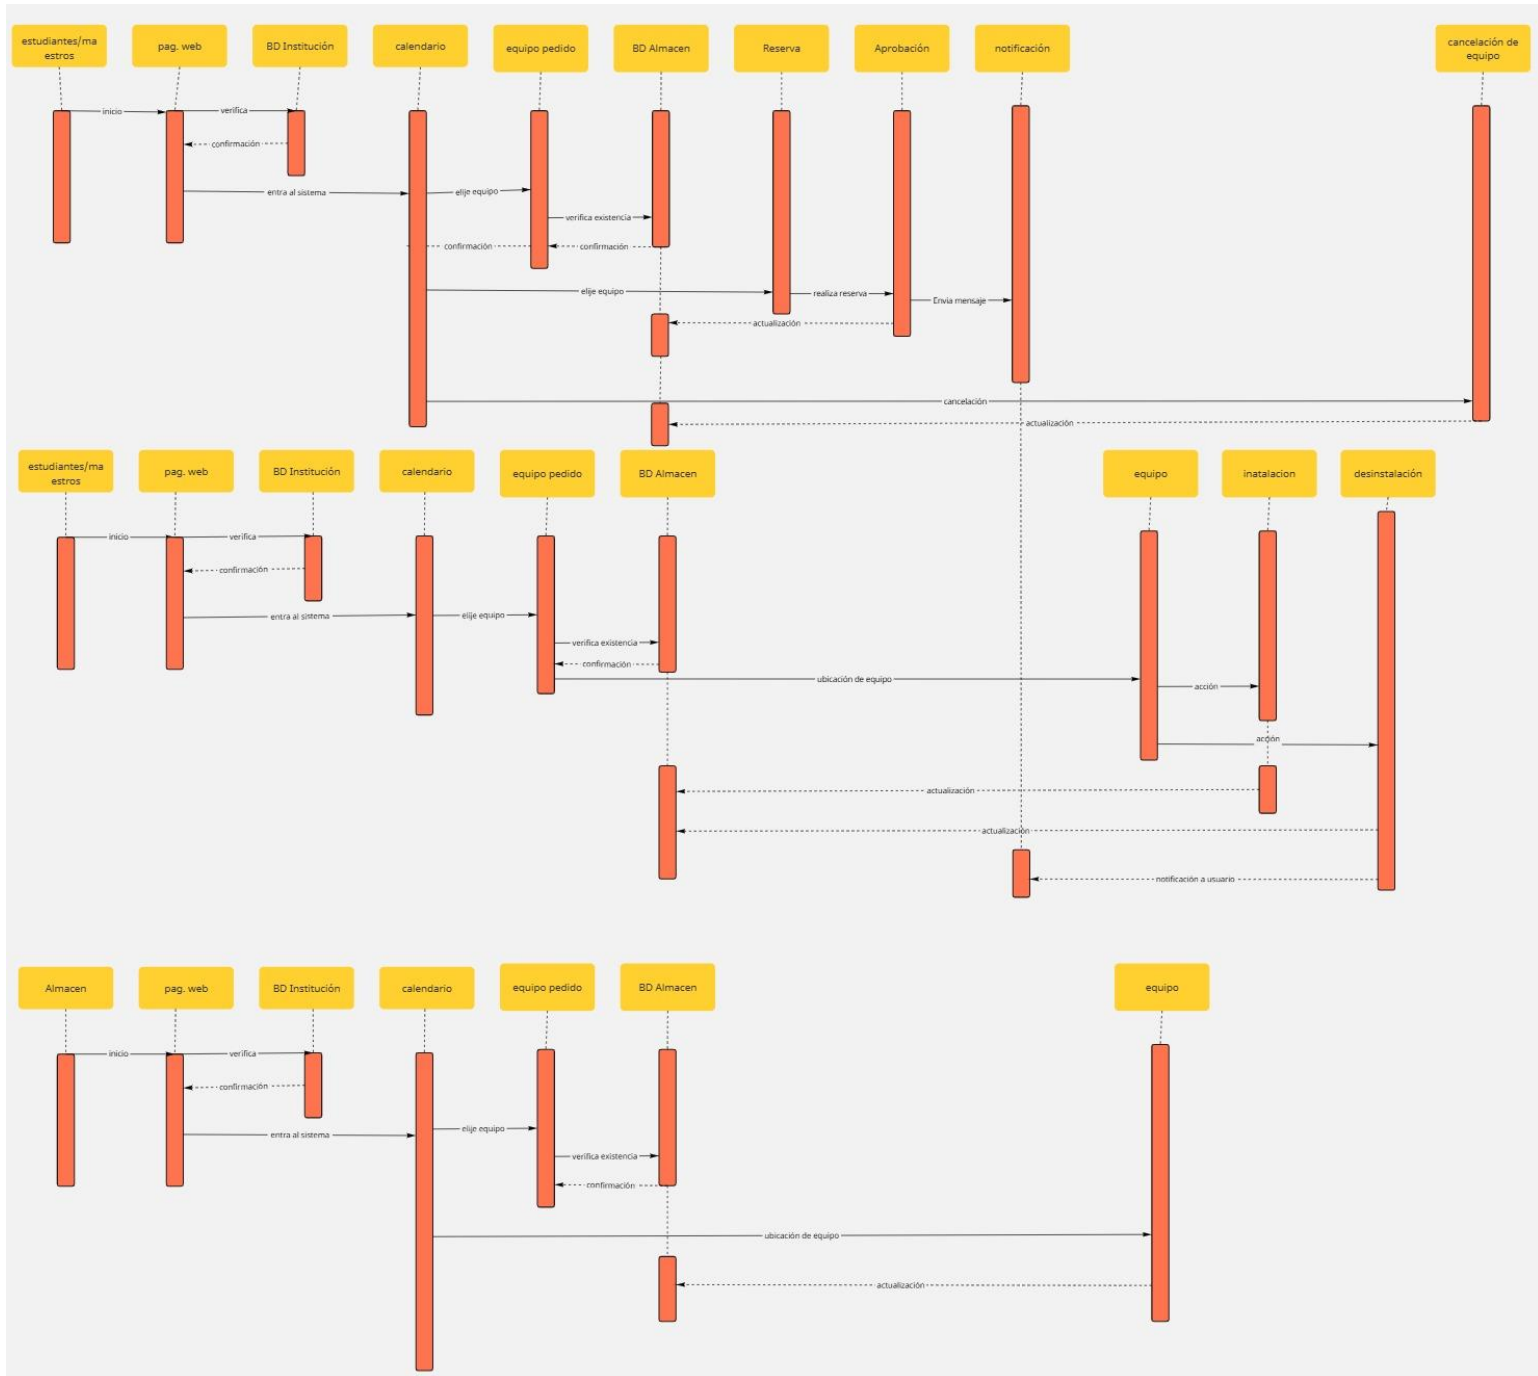 estudiantes/ma
estros
pag. web
BD Institución
calendario
equipo pedido
BD Almacen
Reserva
Aprobación
notificación
cancelación de
equipo
inicio
verifica
confirmación
entra al sistema
elije equipo
verifica existencia
confirmación
confirmación
elije equipo
realiza reserva
Envia mensaje
actualización
cancelación
actualización
estudiantes/ma
estros
pag. web
BD Institución
calendario
equipo pedido
BD Almacen
equipo
inatalacion
desinstalación
inicio
verifica
confirmación
entra al sistema
elije equipo
verifica existencia
confirmación
ubicación de equipo
acción
acción
actualización
actualización
notificación a usuario
Almacen
pag. web
BD Institución
calendario
equipo pedido
BD Almacen
equipo
inicio
verifica
confirmación
entra al sistema
elije equipo
verifica existencia
confirmación
ubicación de equipo
actualización